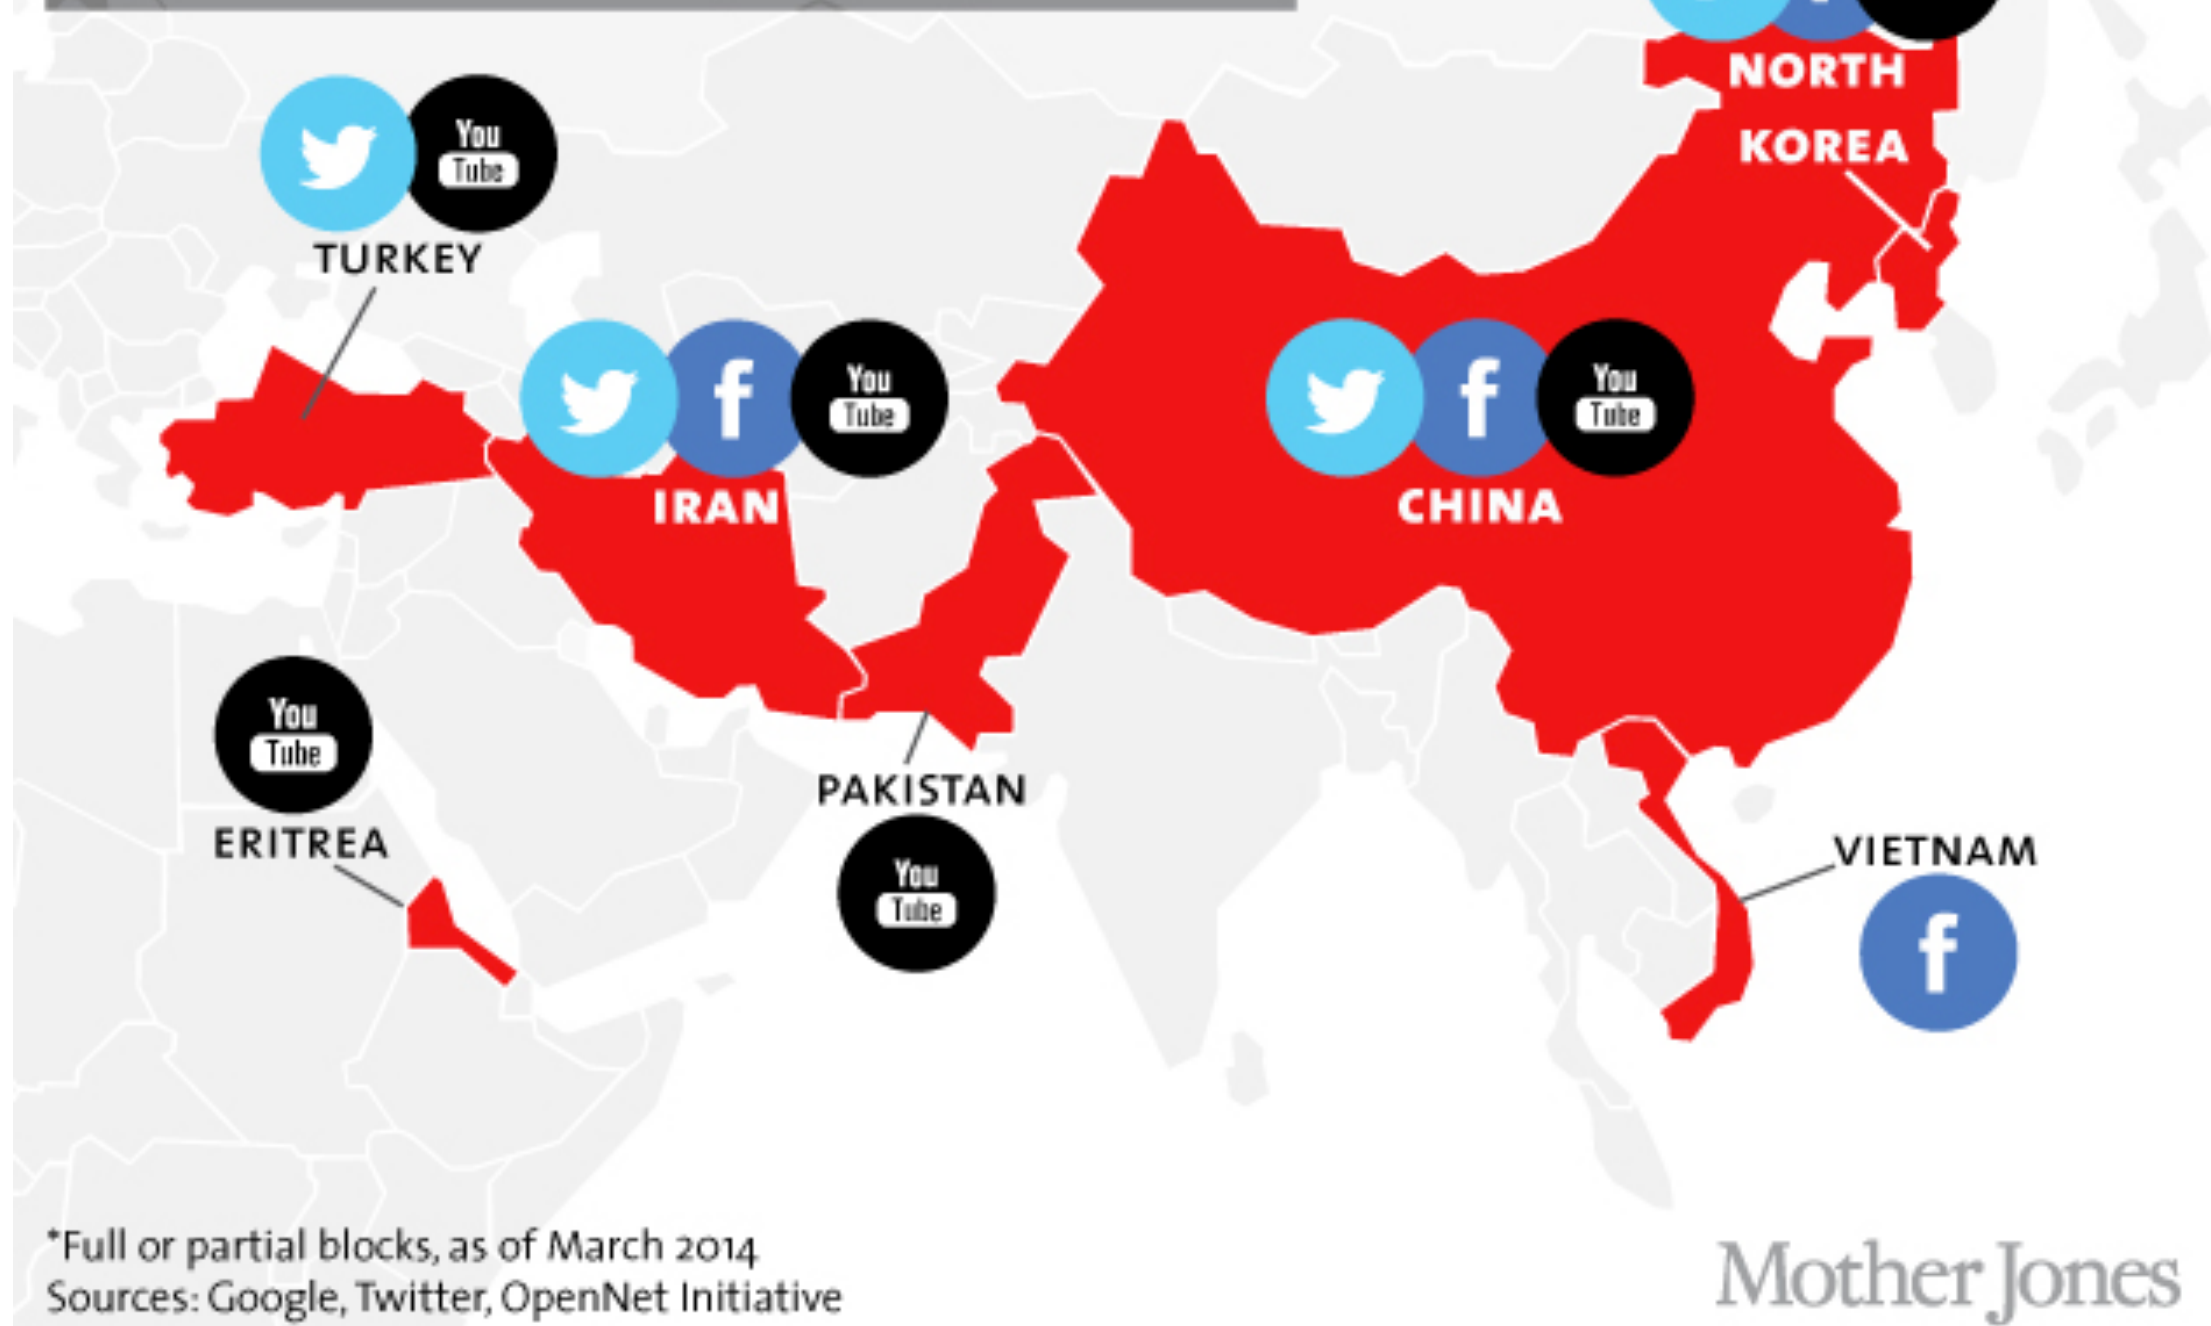 NORTH
KOREA
You
Tube
TURKEY
f
You
Tube
IRAN
f
You
Tube
CHINA
You
Tube
ERITREA
PAKISTAN
You
Tube
VIETNAM
f
*Full or partial blocks, as of March 2014
Sources: Google, Twitter, OpenNet Initiative
Mother Jones